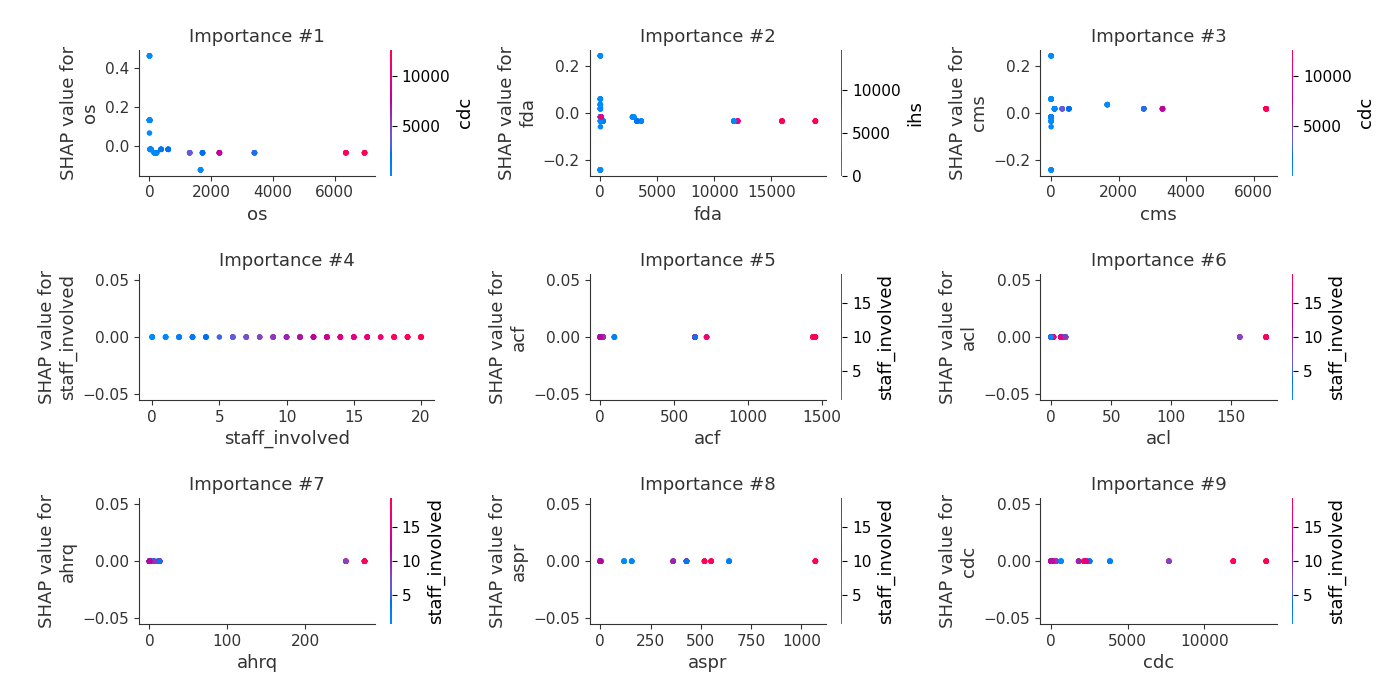 Importance #1
SHAP value for
os
0.4
0.2
0.0
0
2000
4000
6000
os
10000
5000
cdc
Importance #2
SHAP value for
fda
0.2
0.0
−0.2
0
5000
10000
15000
fda
10000
5000
0
ihs
Importance #3
SHAP value for
cms
0.2
0.0
−0.2
0
2000
4000
6000
cms
10000
5000
cdc
Importance #4
SHAP value for
staff_involved
0.05
0.00
−0.05
0
5
10
15
20
staff_involved
Importance #5
SHAP value for
acf
0.05
0.00
−0.05
0
500
1000
1500
acf
15
10
5
staff_involved
Importance #6
SHAP value for
acl
0.05
0.00
−0.05
0
50
100
150
acl
15
10
5
staff_involved
Importance #7
SHAP value for
ahrq
0.05
0.00
−0.05
0
100
200
ahrq
15
10
5
staff_involved
Importance #8
SHAP value for
aspr
0.05
0.00
−0.05
0
250
500
750
1000
aspr
15
10
5
staff_involved
Importance #9
SHAP value for
cdc
0.05
0.00
−0.05
0
5000
10000
cdc
15
10
5
staff_involved